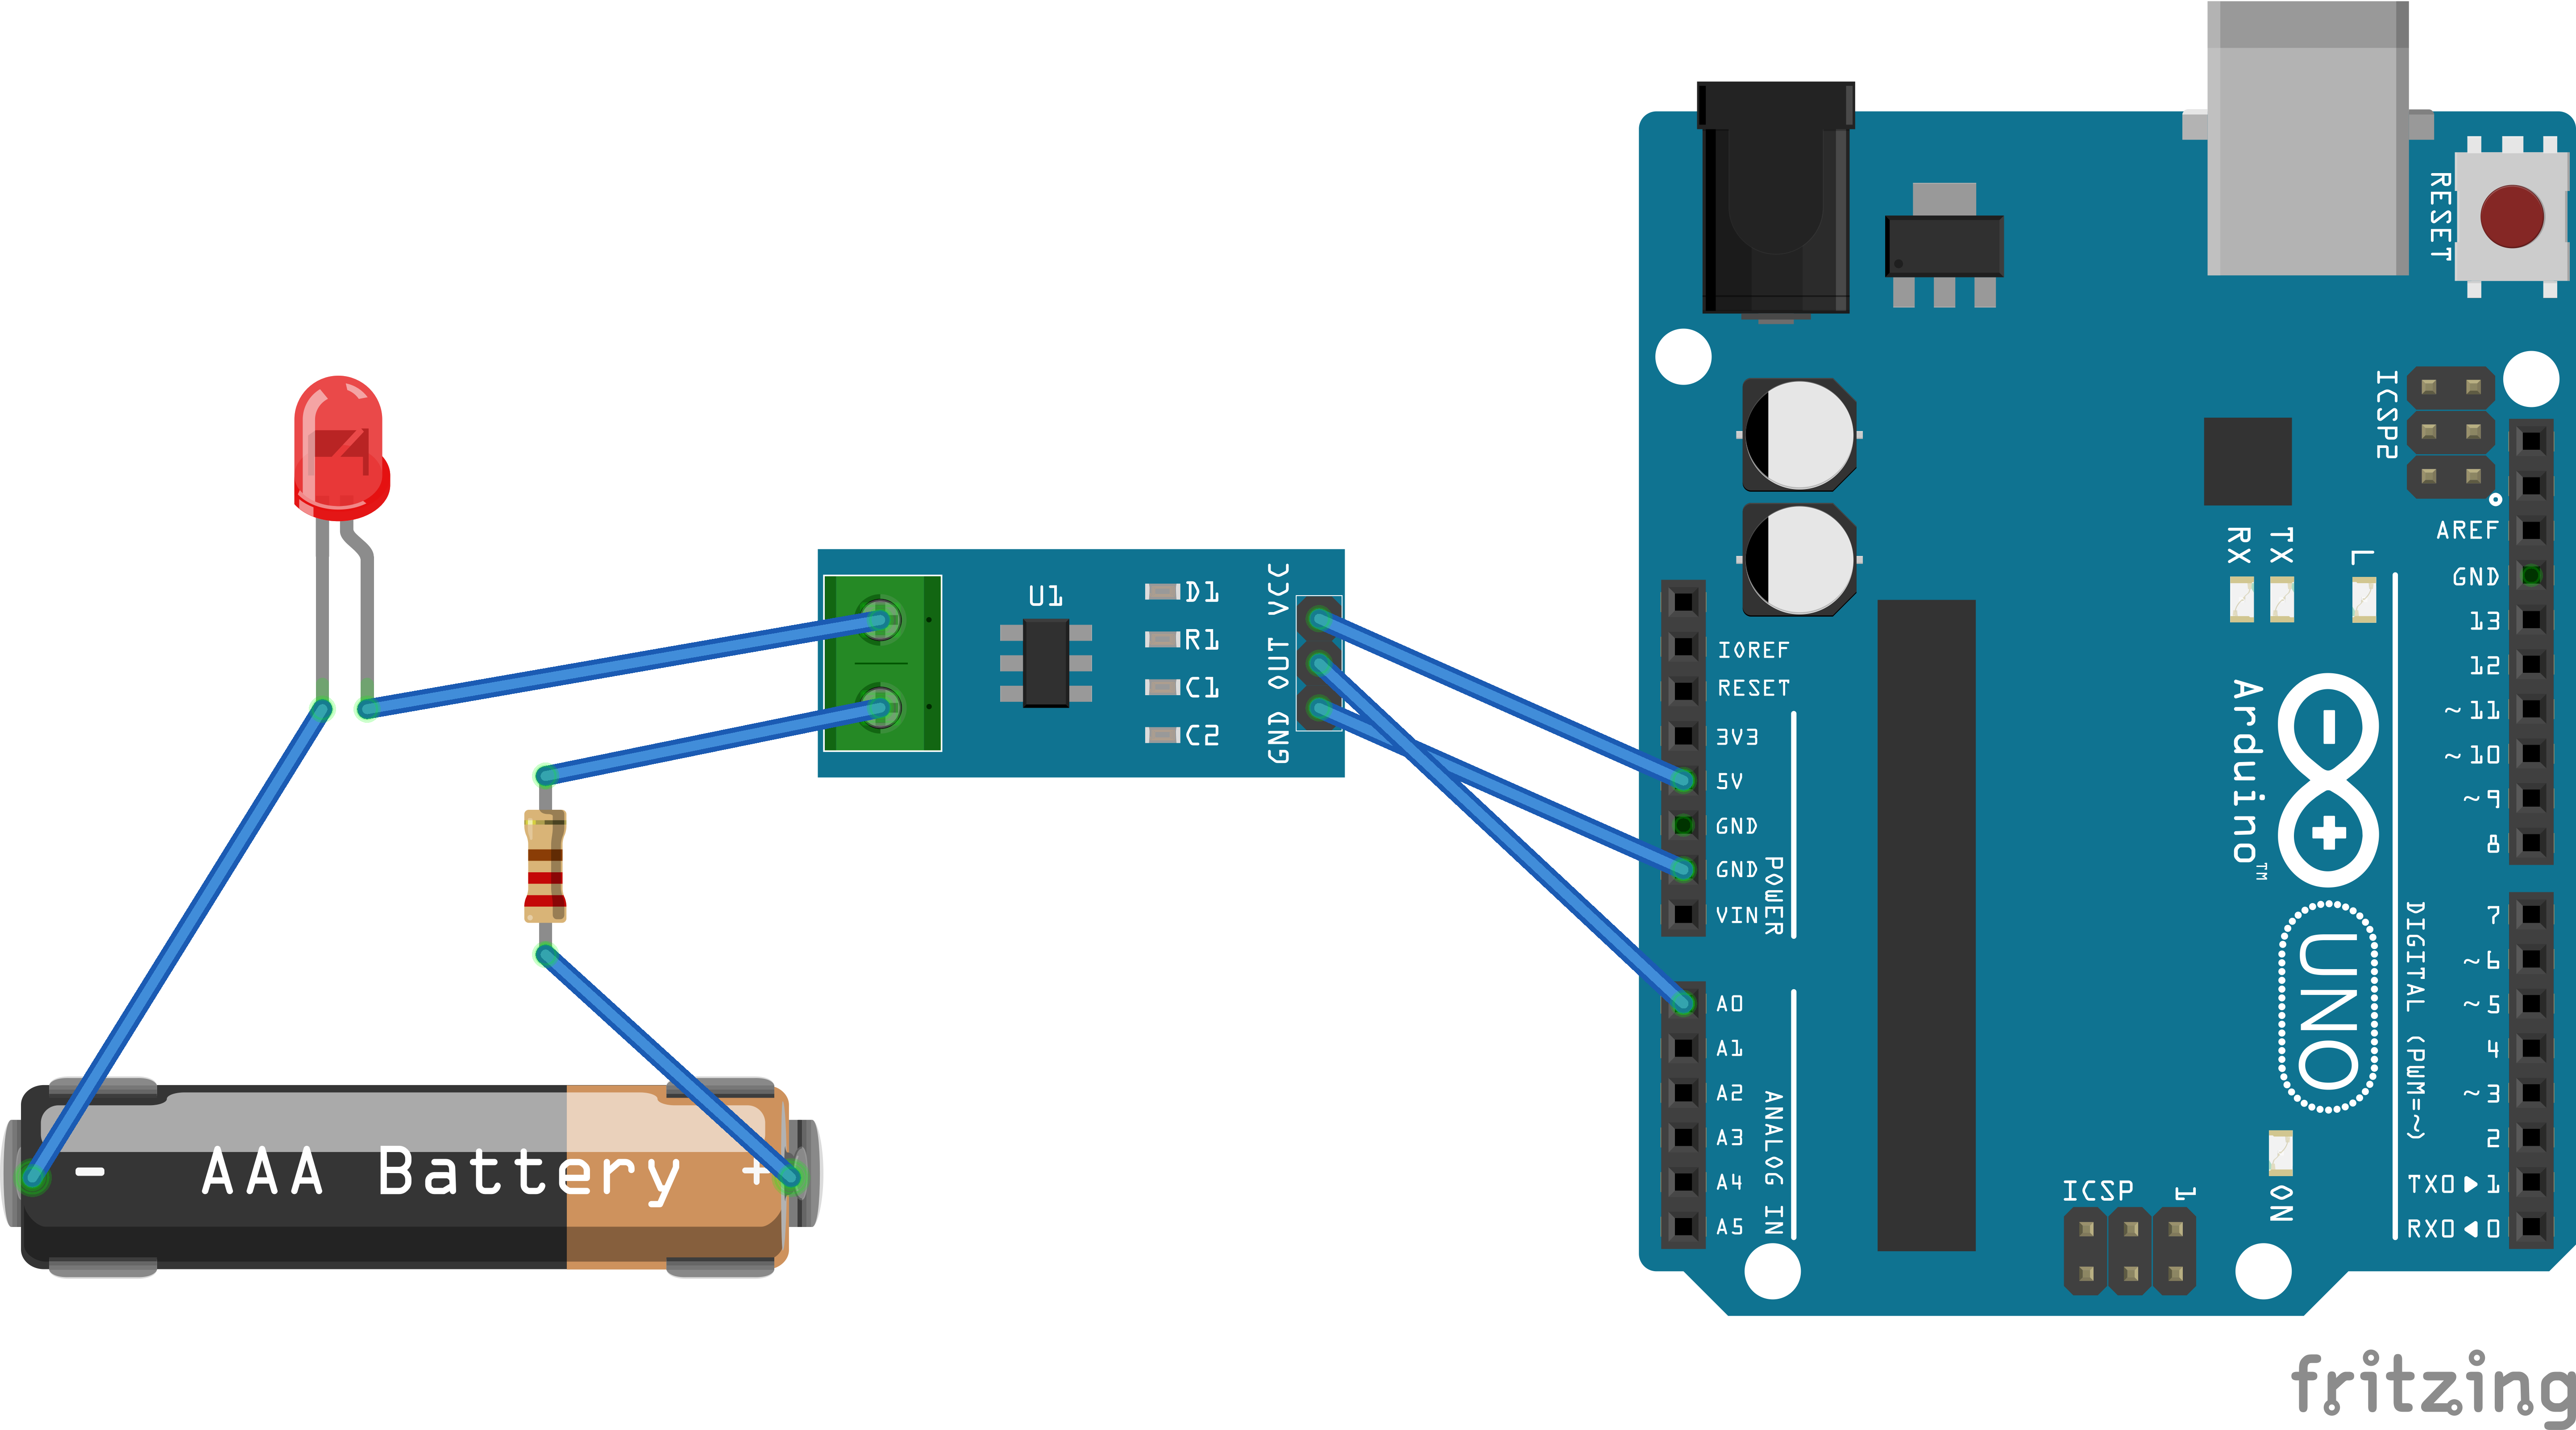 RESET
ICSP2
AREF
GND
RX
TX
L
13
12
~11
~10
~9
8
IOREF
RESET
3V3
5V
GND
GND
VIN
POWER
U1
D1
R1
C1
C2
VCC
OUT
GND
Arduino™
UNO
7
~6
~5
4
~3
2
TX0▶1
RX0◀0
DIGITAL (PWM=~)
A0
A1
A2
A3
A4
A5
ANALOG IN
ICSP
1
ON
- AAA Battery +
fritzing